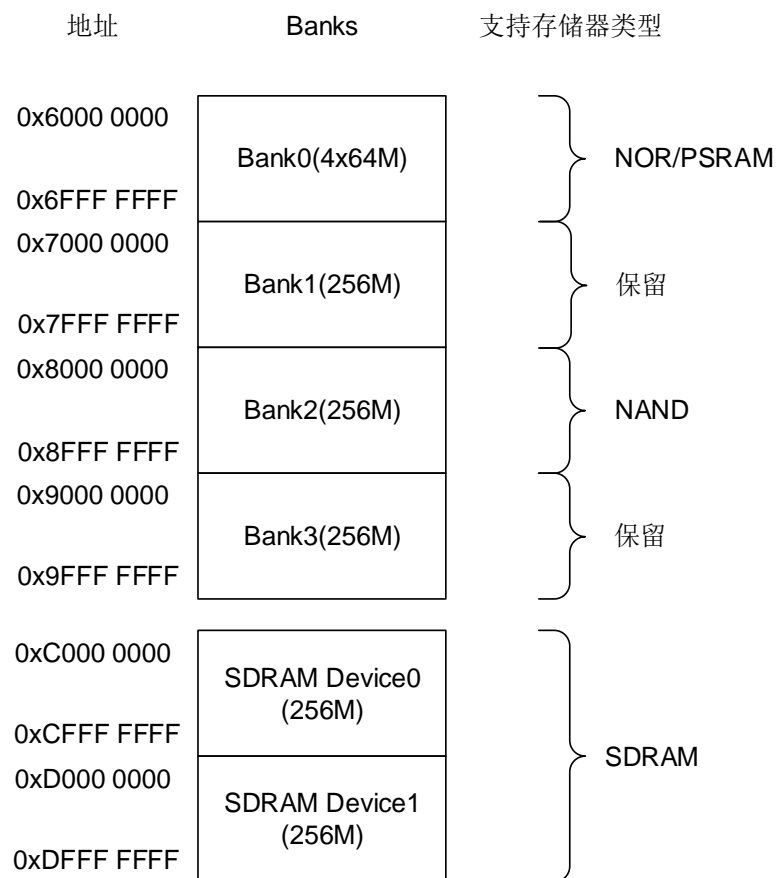 地址 Banks 支持存储器类型
0x6000 0000
Bank0(4x64M) NOR/PSRAM
0x6FFF FFFF
0x7000 0000
Bank1(256M) 保留
0x7FFF FFFF
0x8000 0000
Bank2(256M) NAND
0x8FFF FFFF
0x9000 0000
Bank3(256M) 保留
0x9FFF FFFF
0xC000 0000
SDRAM Device0
(256M)
0xCFFF FFFF
SDRAM
0xD000 0000
SDRAM Device1
(256M)
0xDFFF FFFF